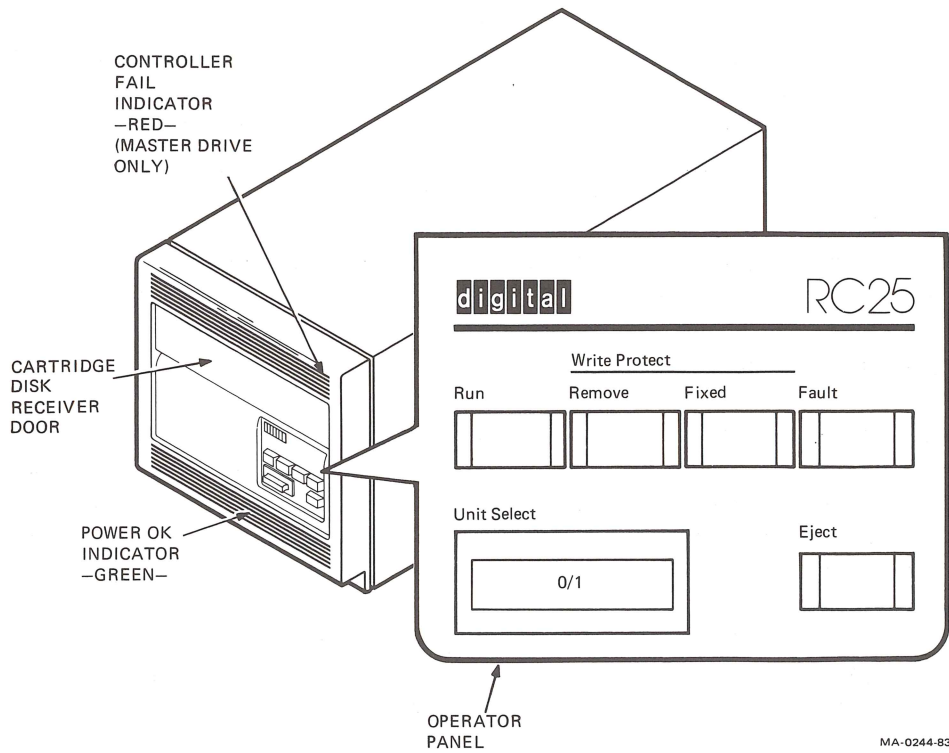 CONTROLLER
FAIL
INDICATOR
—RED—
(MASTER DRIVE
ONLY)
digital
RC25
Write Protect
Run
Remove
Fixed
Fault
CARTRIDGE
DISK
RECEIVER
DOOR
Unit Select
Eject
0/1
POWER OK
INDICATOR
—GREEN—
OPERATOR
PANEL
MA-0244-83